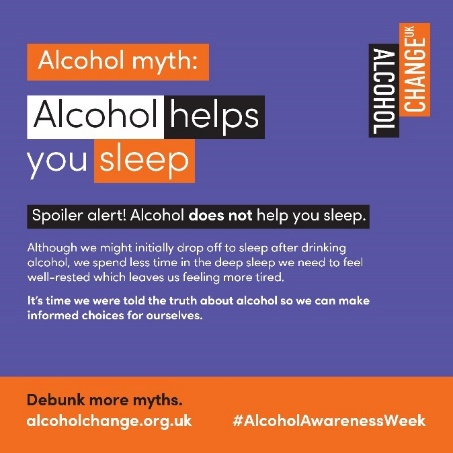 Alcohol myth:
ALCOHOL
CHANGE UK
Alcohol helps
you sleep
Spoiler alert! Alcohol does not help you sleep.
Although we might initially drop off to sleep after drinking
alcohol, we spend less time in the deep sleep we need to feel
well-rested which leaves us feeling more tired.
It's time we were told the truth about alcohol so we can make
informed choices for ourselves.
Debunk more myths.
alcoholchange.org.uk
#AlcoholAwarenessWeek